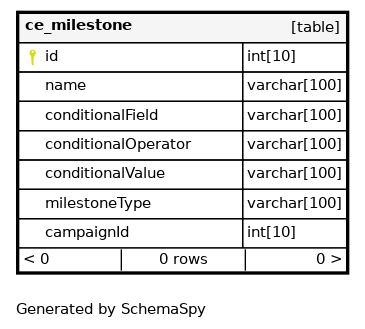 ce_milestone [table]
id int[10]
name varchar[100]
conditionalField varchar[100]
conditionalOperator varchar[100]
conditionalValue varchar[100]
milestoneType varchar[100]
campaignId int[10]
< 0 0 rows 0 >
Generated by SchemaSpy